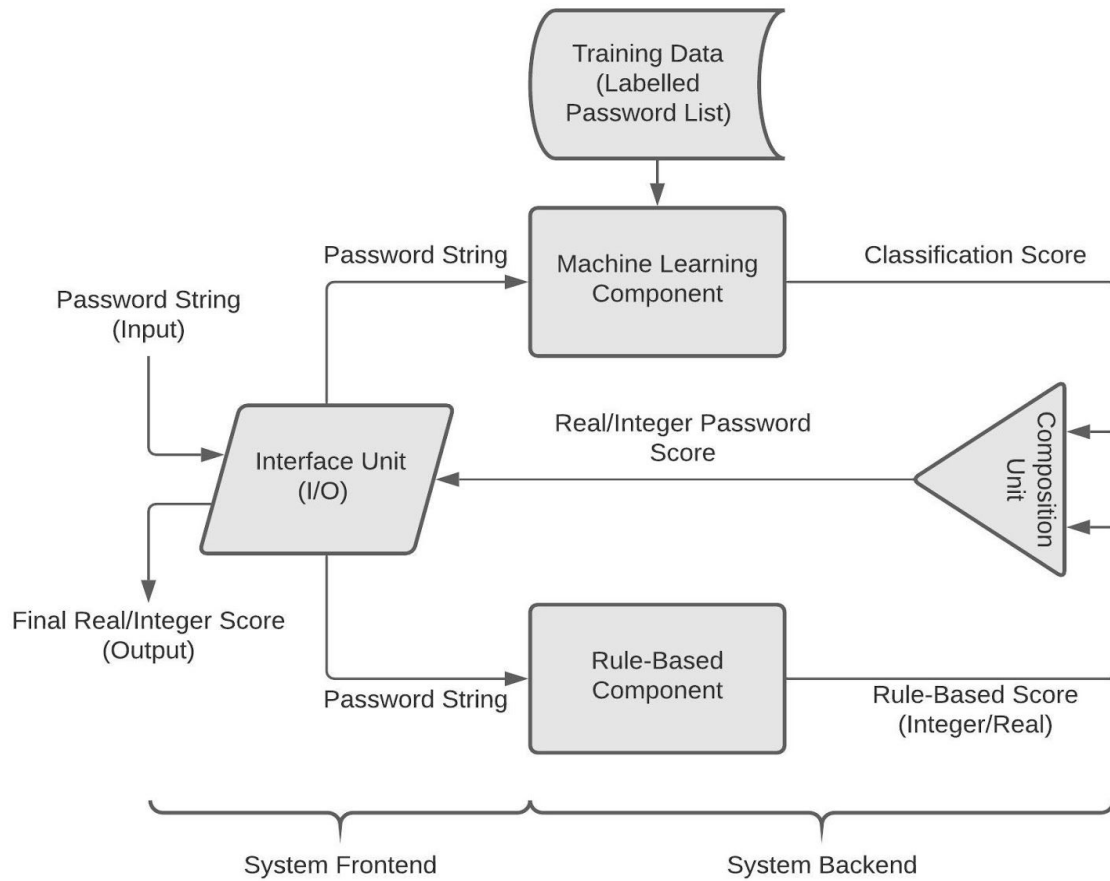 Training Data
(Labelled
Password List)
Password String
Machine Learning
Component
Classification Score
Password String
(Input)
Interface Unit
(I/O)
Real/Integer Password
Score
Composition
Unit
Final Real/Integer Score
(Output)
Password String
Rule-Based
Component
Rule-Based Score
(Integer/Real)
System Frontend
System Backend